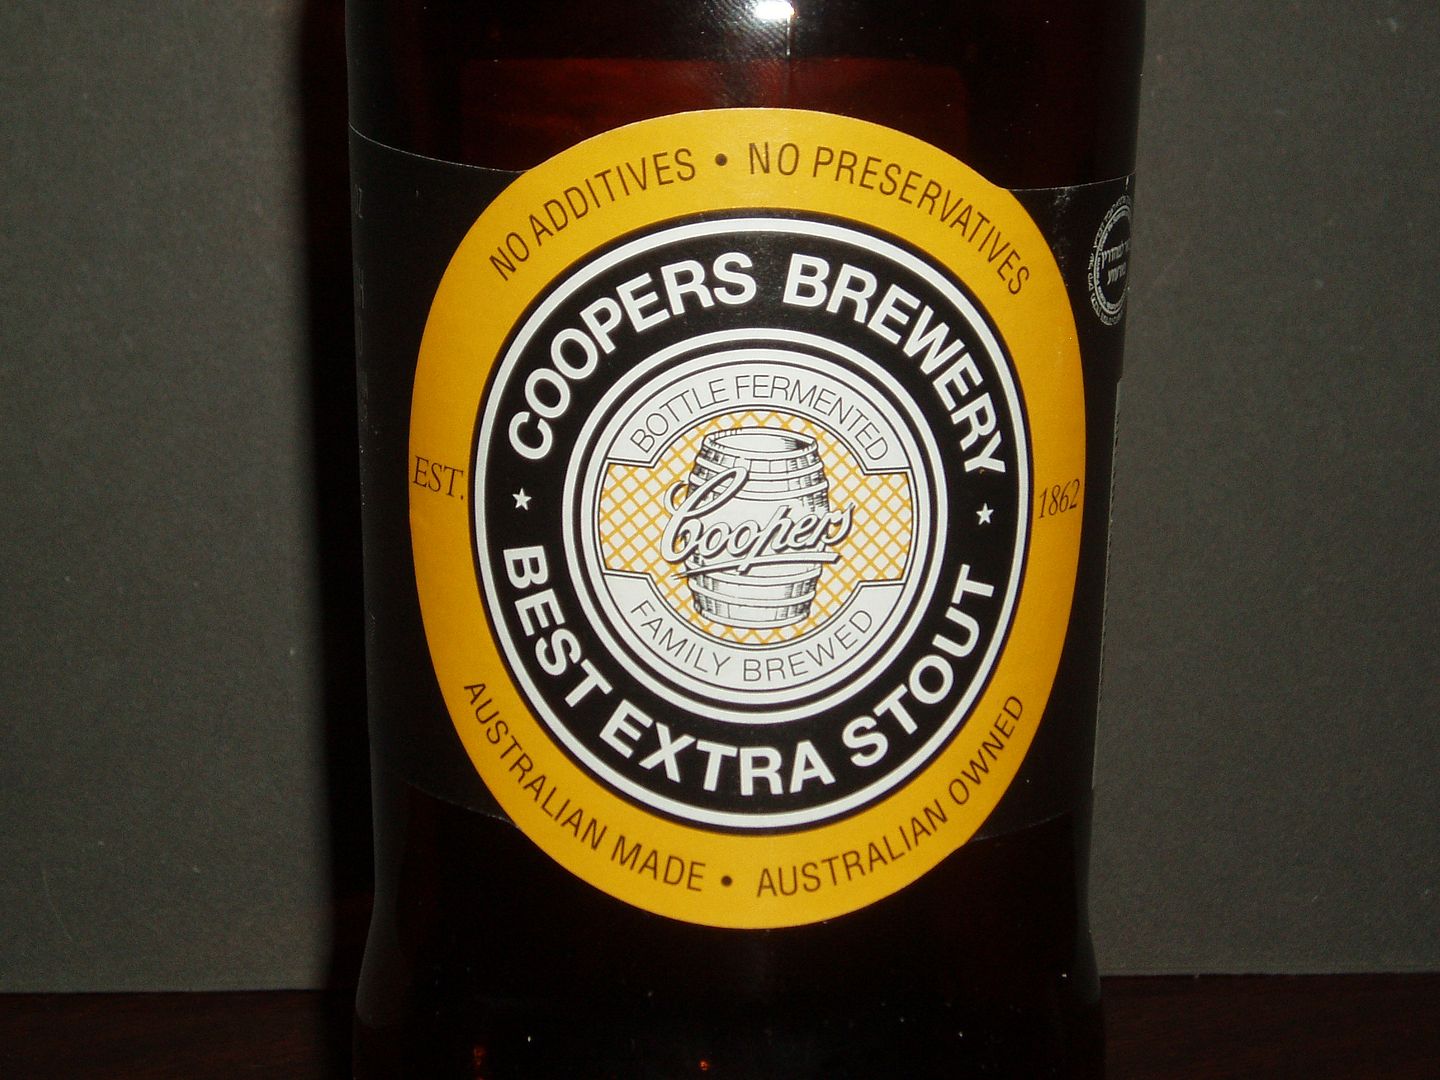 NO ADDITIVES • NO PRESERVATIVES
COOPERS BREWERY
BOTTLE FERMENTED
EST.
Coopers
1862
FAMILY BREWED
BEST EXTRA STOUT
AUSTRALIAN MADE • AUSTRALIAN OWNED